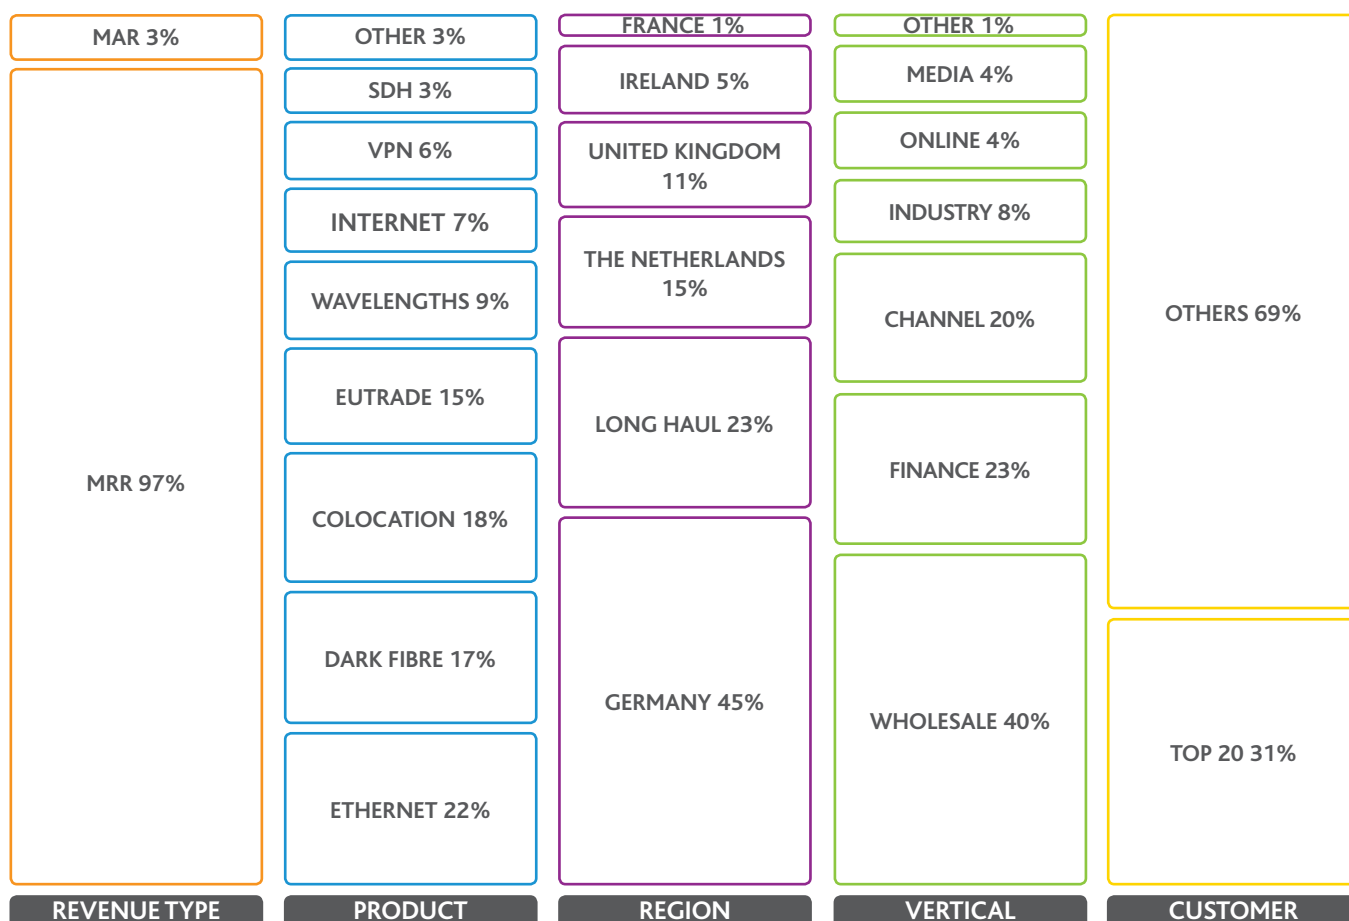 MAR 3%
MRR 97%
REVENUE TYPE
OTHER 3%
SDH 3%
VPN 6%
INTERNET 7%
WAVELENGTHS 9%
EUTRADE 15%
COLOCATION 18%
DARK FIBRE 17%
ETHERNET 22%
PRODUCT
FRANCE 1%
IRELAND 5%
UNITED KINGDOM
11%
THE NETHERLANDS
15%
LONG HAUL 23%
GERMANY 45%
REGION
OTHER 1%
MEDIA 4%
ONLINE 4%
INDUSTRY 8%
CHANNEL 20%
FINANCE 23%
WHOLESALE 40%
VERTICAL
OTHERS 69%
TOP 20 31%
CUSTOMER